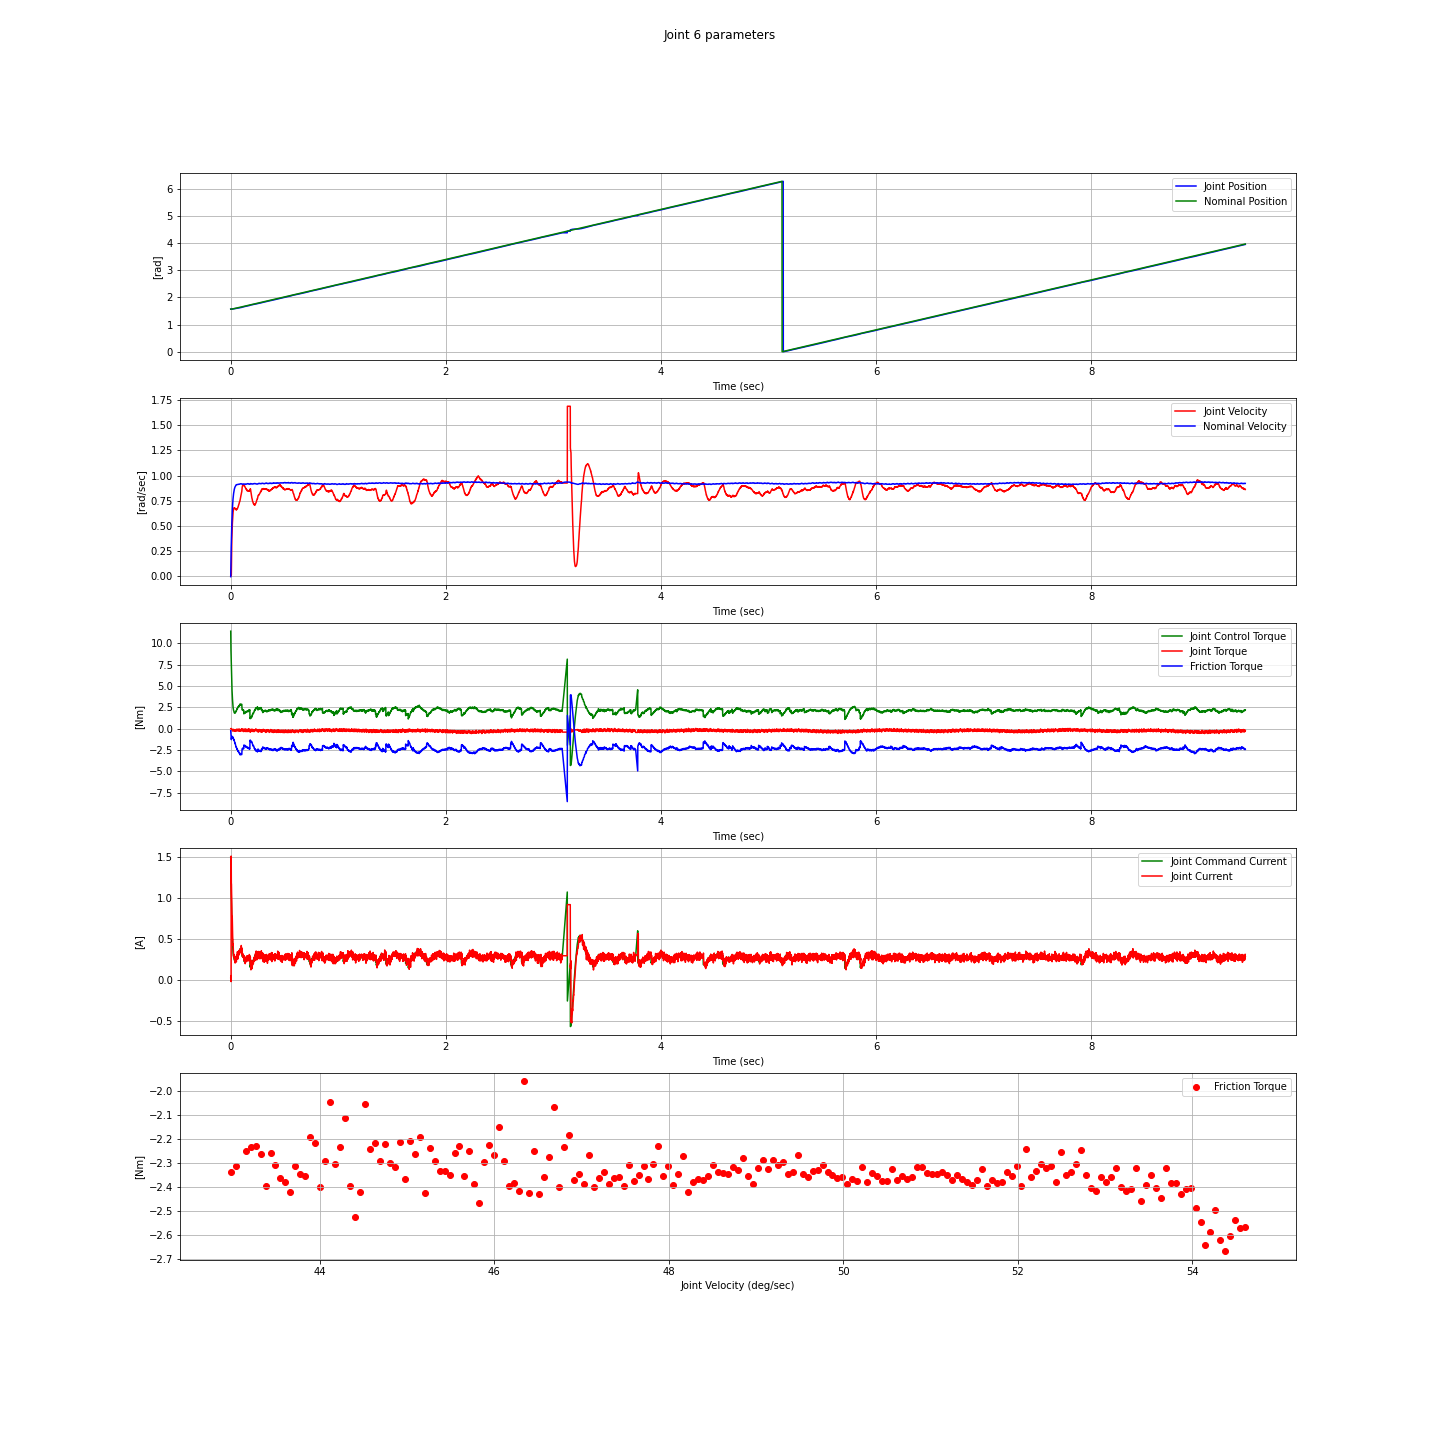 Joint 6 parameters
6
5
4
3
2
1
0
[rad]
Joint Position
Nominal Position
0 2 4 6 8
Time (sec)
1.75
1.50
1.25
1.00
0.75
0.50
0.25
0.00
[rad/sec]
Joint Velocity
Nominal Velocity
0 2 4 6 8
Time (sec)
10.0
7.5
5.0
2.5
0.0
−2.5
−5.0
−7.5
[Nm]
Joint Control Torque
Joint Torque
Friction Torque
0 2 4 6 8
Time (sec)
1.5
1.0
0.5
0.0
−0.5
[A]
Joint Command Current
Joint Current
0 2 4 6 8
Time (sec)
−2.0
−2.1
−2.2
−2.3
−2.4
−2.5
−2.6
−2.7
[Nm]
Friction Torque
44 46 48 50 52 54
Joint Velocity (deg/sec)